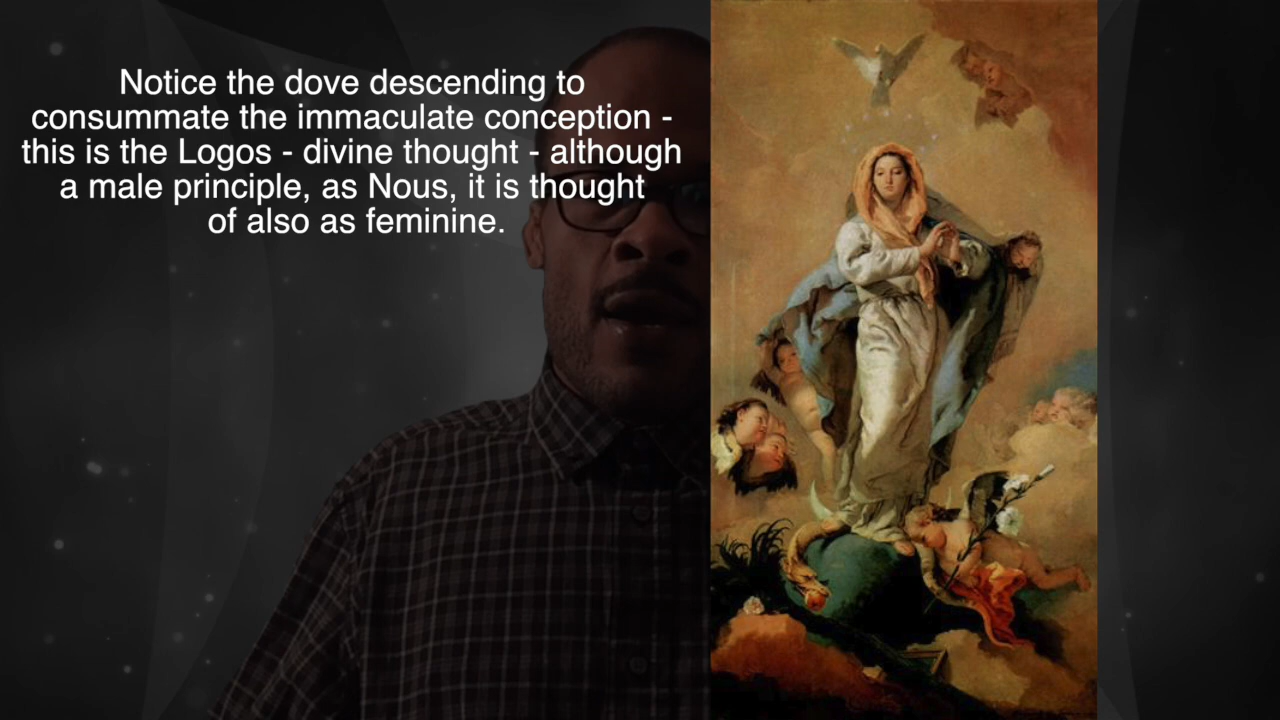 Notice the dove descending to
consummate the immaculate conception -
this is the Logos - divine thought - although
a male principle, as Nous, it is thought
of also as feminine.